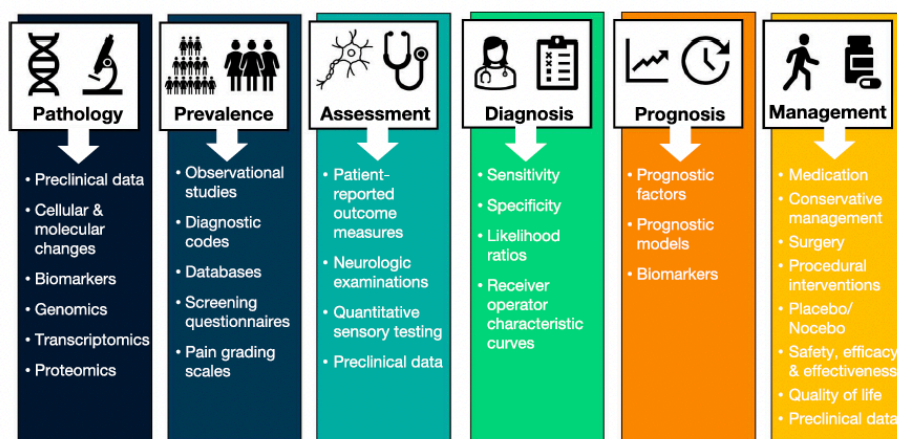 Pathology
• Preclinical data
• Cellular &
molecular
changes
• Biomarkers
• Genomics
• Transcriptomics
• Proteomics
Prevalence
• Observational
studies
• Diagnostic
codes
• Databases
• Screening
questionnaires
• Pain grading
scales
Assessment
• Patient-
reported
outcome
measures
• Neurologic
examinations
• Quantitative
sensory testing
• Preclinical data
Diagnosis
• Sensitivity
• Specificity
• Likelihood
ratios
• Receiver
operator
characteristic
curves
Prognosis
• Prognostic
factors
• Prognostic
models
• Biomarkers
Management
• Medication
• Conservative
management
• Surgery
• Procedural
interventions
• Placebo/
Nocebo
• Safety, efficacy
& effectiveness
• Quality of life
• Preclinical data